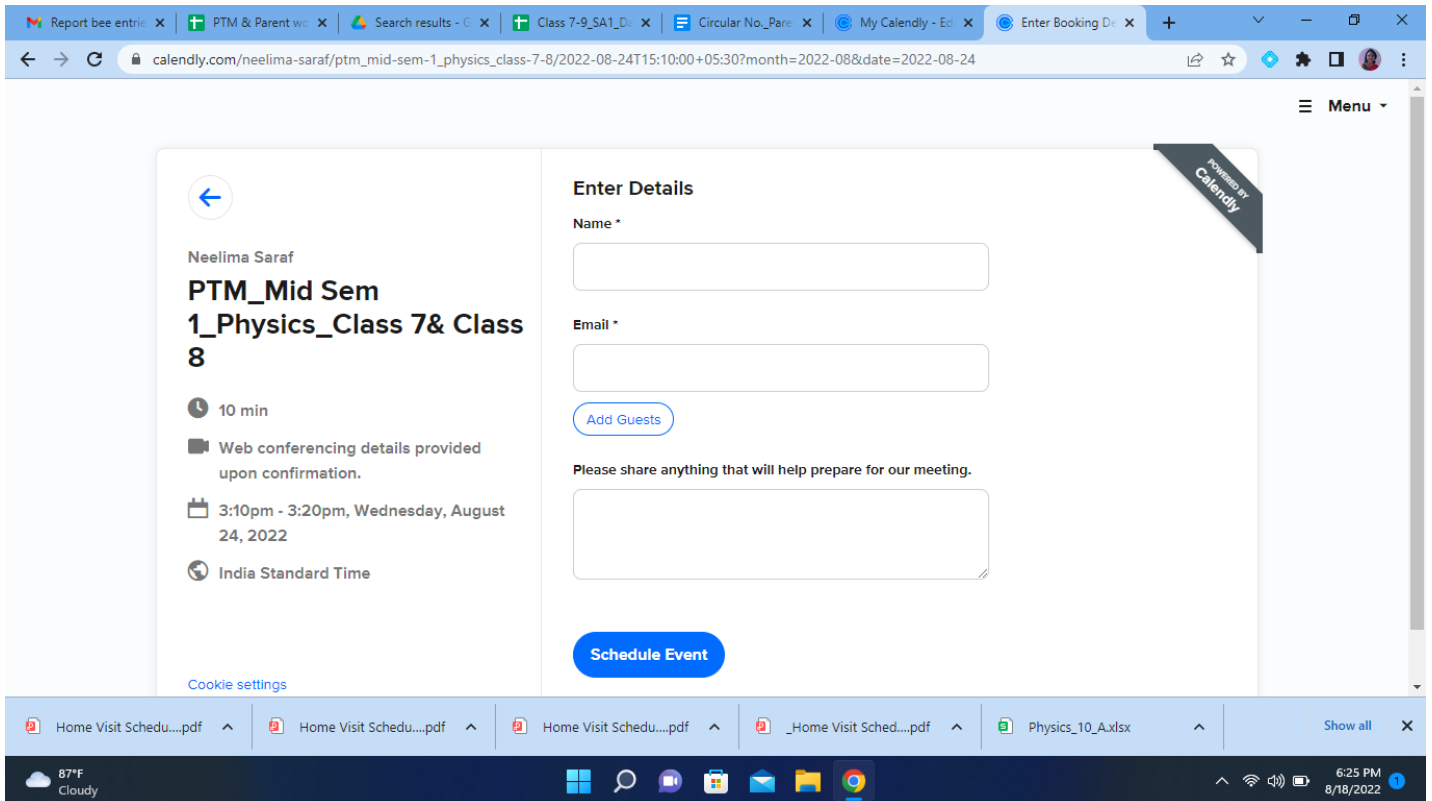 Report bee entrie
PTM & Parent wo
Search results - G
Class 7-9_SA1_Da
Circular No._Pare
My Calendly - Ed
Enter Booking De
calendly.com/neelima-saraf/ptm_mid-sem-1_physics_class-7-8/2022-08-24T15:10:00+05:30?month=2022-08&date=2022-08-24
Menu
POWERED BY
Calendly
Neelima Saraf
PTM_Mid Sem
1_Physics_Class 7& Class
8
10 min
Web conferencing details provided
upon confirmation.
3:10pm - 3:20pm, Wednesday, August
24, 2022
India Standard Time
Cookie settings
Enter Details
Name *
Email *
Add Guests
Please share anything that will help prepare for our meeting.
Schedule Event
Home Visit Schedu....pdf
Home Visit Schedu....pdf
Home Visit Schedu....pdf
_Home Visit Sched....pdf
Physics_10_A.xlsx
Show all
87°F
Cloudy
6:25 PM
8/18/2022
1